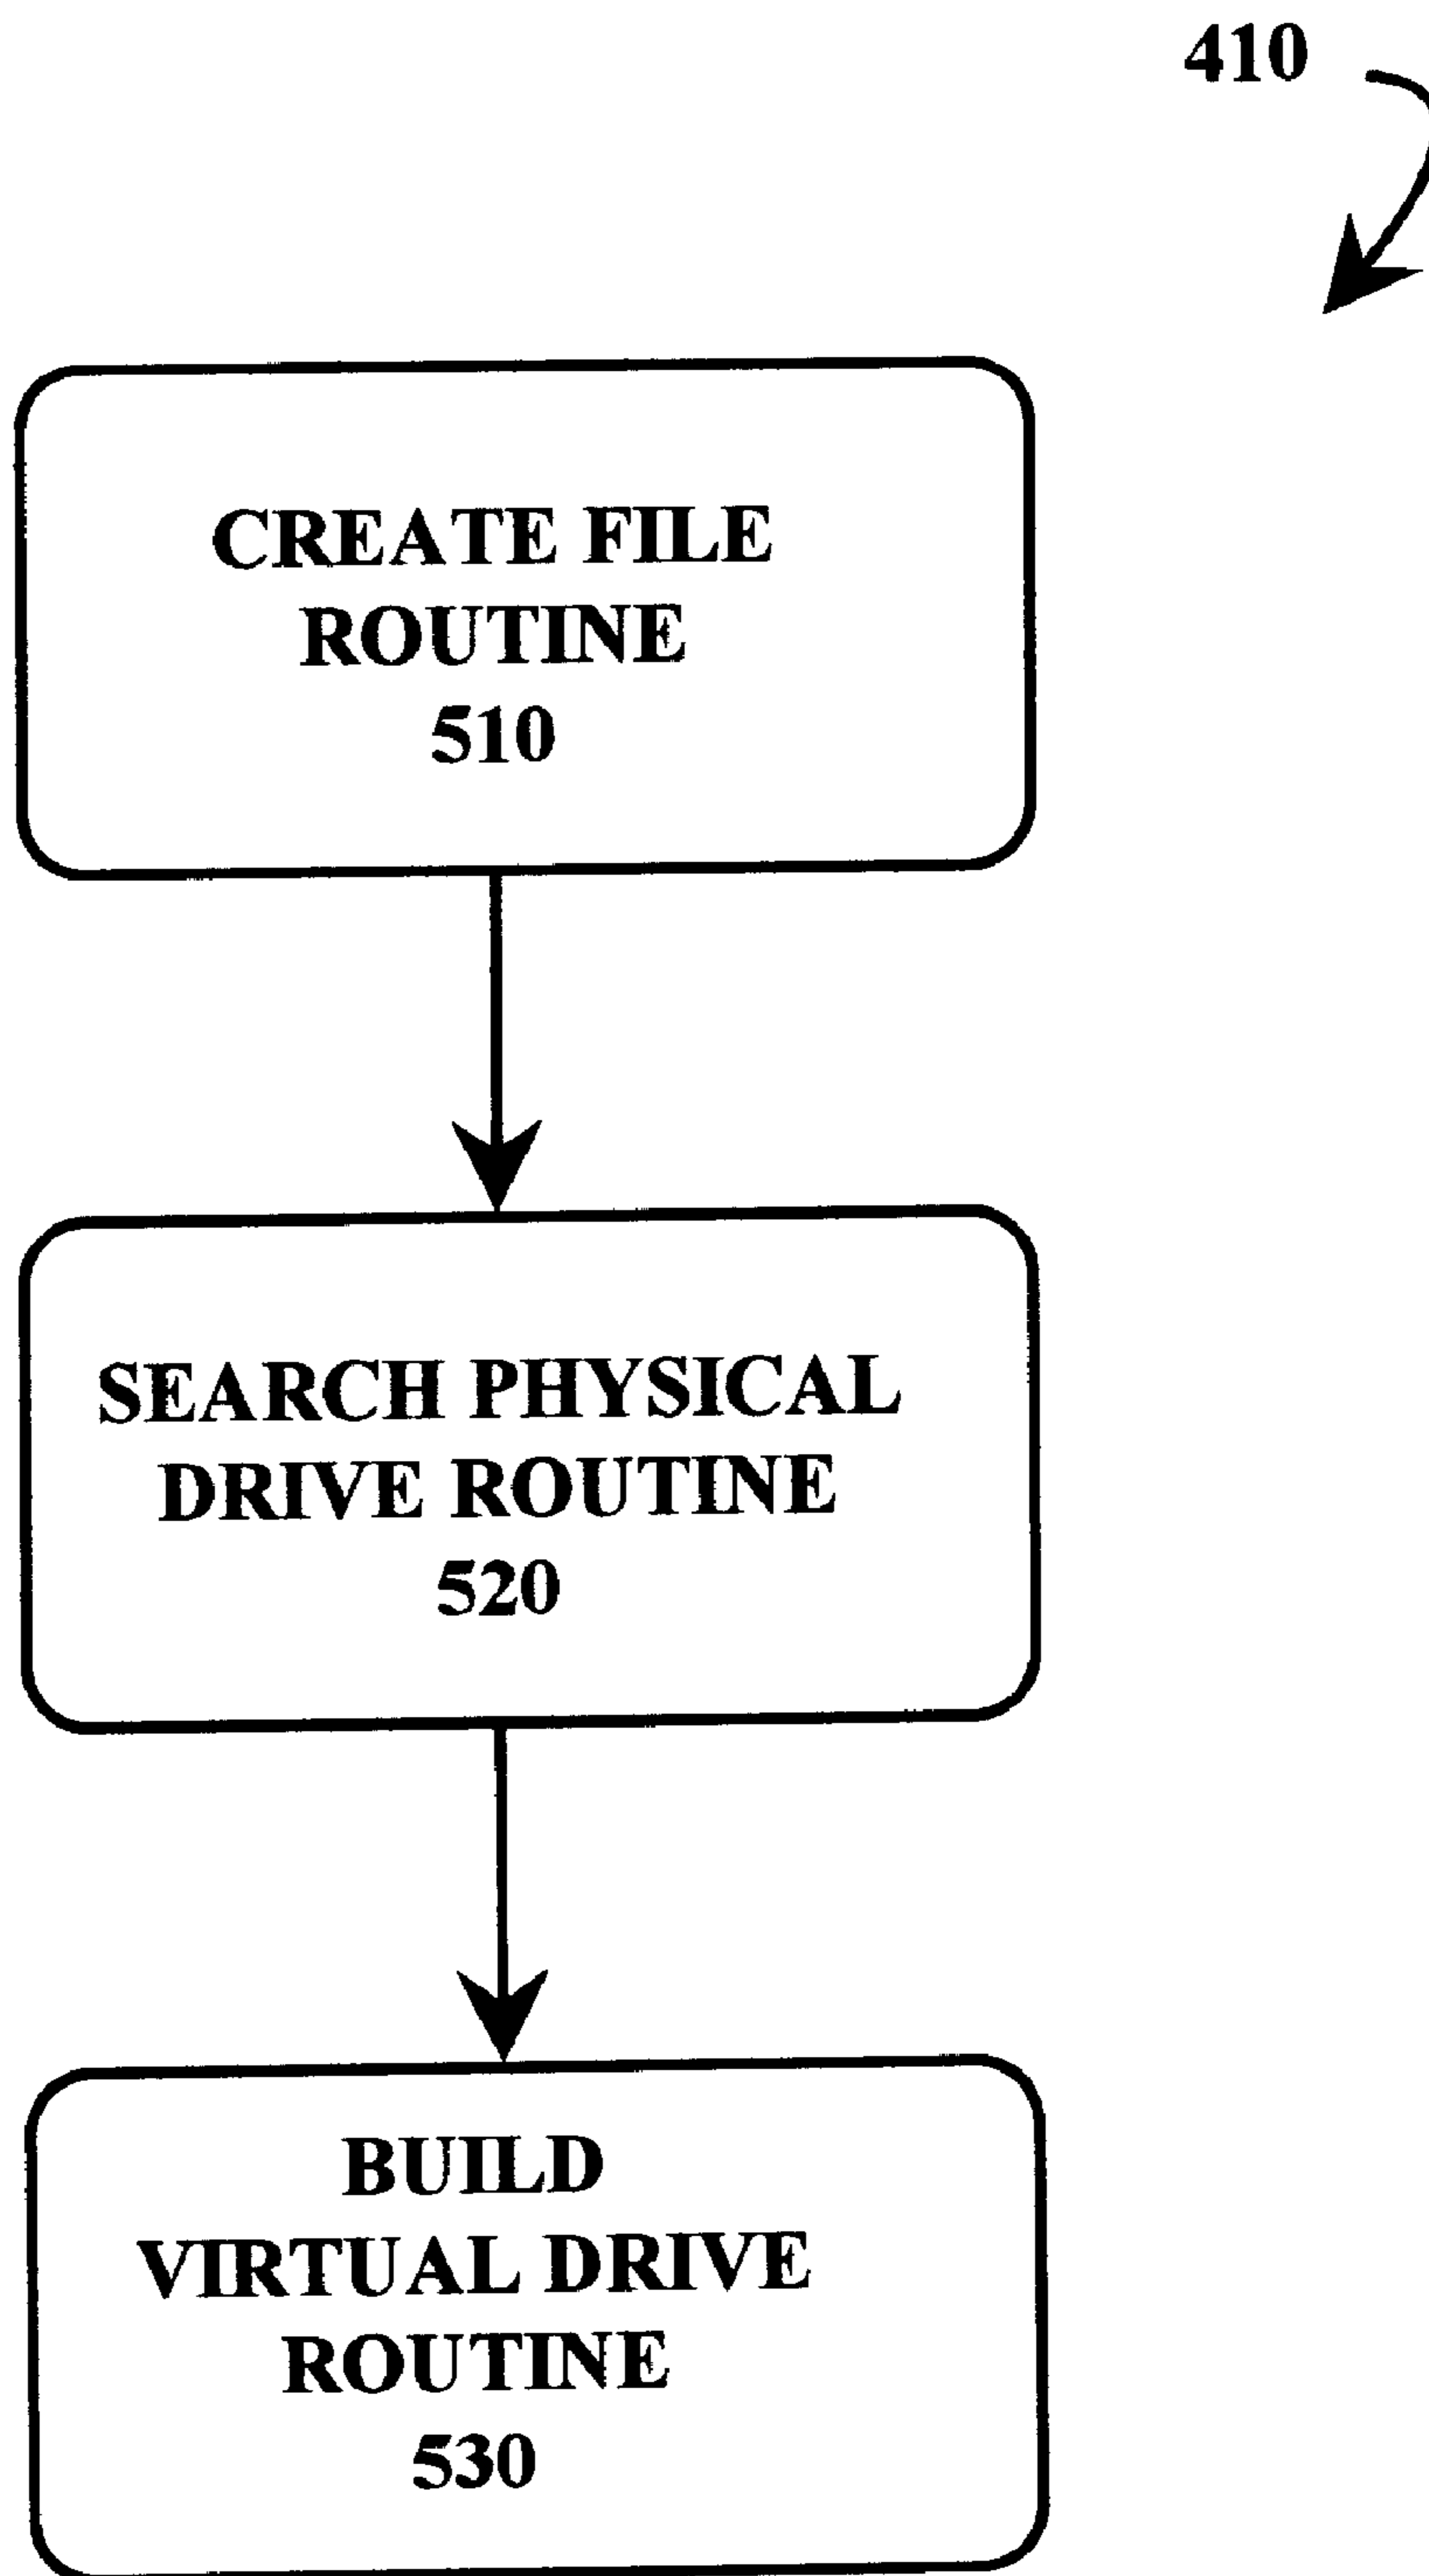 410
CREATE FILE
ROUTINE
510
SEARCH PHYSICAL
DRIVE ROUTINE
520
BUILD
VIRTUAL DRIVE
ROUTINE
530